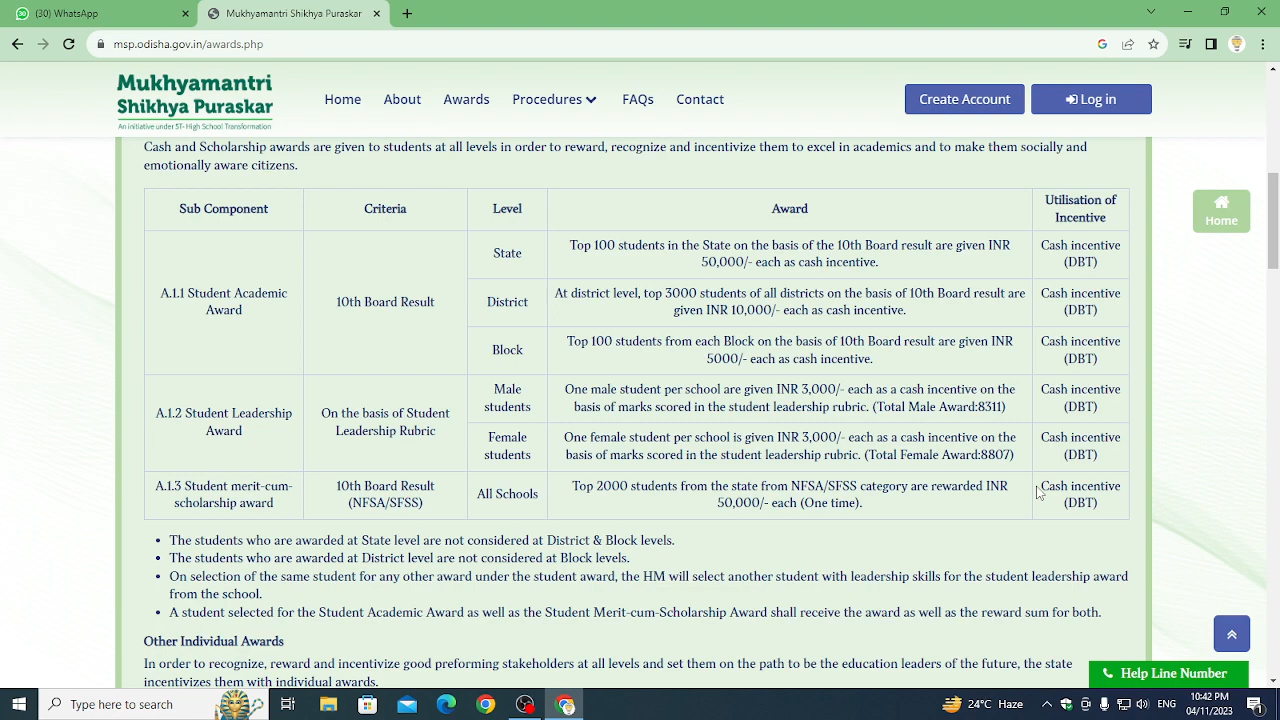 (30) WhatsApp
Shikhya Puraskar
msp.odisha.gov.in/awards.php
Mukhyamantri
Shikhya Puraskar
An initiative under 5T- High School Transformation
Home
About
Awards
Procedures
FAQs
Contact
Create Account
Log in
Cash and Scholarship awards are given to students at all levels in order to reward, recognize and incentivize them to excel in academics and to make them socially and
emotionally aware citizens.
Home
Sub Component
Criteria
Level
Award
Utilisation of
Incentive
A.1.1 Student Academic
Award
10th Board Result
State
Top 100 students in the State on the basis of the 10th Board result are given INR
50,000/- each as cash incentive.
Cash incentive
(DBT)
District
At district level, top 3000 students of all districts on the basis of 10th Board result are
given INR 10,000/- each as cash incentive.
Cash incentive
(DBT)
Block
Top 100 students from each Block on the basis of 10th Board result are given INR
5000/- each as cash incentive.
Cash incentive
(DBT)
A.1.2 Student Leadership
Award
On the basis of Student
Leadership Rubric
Male
students
One male student per school are given INR 3,000/- each as a cash incentive on the
basis of marks scored in the student leadership rubric. (Total Male Award:8311)
Cash incentive
(DBT)
Female
students
One female student per school is given INR 3,000/- each as a cash incentive on the
basis of marks scored in the student leadership rubric. (Total Female Award:8807)
Cash incentive
(DBT)
A.1.3 Student merit-cum-
scholarship award
10th Board Result
(NFSA/SFSS)
All Schools
Top 2000 students from the state from NFSA/SFSS category are rewarded INR
50,000/- each (One time).
Cash incentive
(DBT)
• The students who are awarded at State level are not considered at District & Block levels.
• The students who are awarded at District level are not considered at Block levels.
• On selection of the same student for any other award under the student award, the HM will select another student with leadership skills for the student leadership award
from the school.
• A student selected for the Student Academic Award as well as the Student Merit-cum-Scholarship Award shall receive the award as well as the reward sum for both.
Other Individual Awards
In order to recognize, reward and incentivize good preforming stakeholders at all levels and set them on the path to be the education leaders of the future, the state
incentivizes them with individual awards.
Help Line Number
Type here to search
24°C Haze
ENG
10:42 PM
04/11/2023